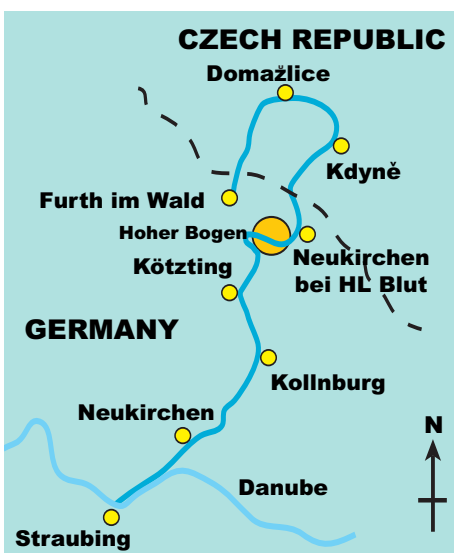 CZECH REPUBLIC
Domažlice
Kdyně
Furth im Wald
Hoher Bogen
Neukirchen
bei HL Blut
Kötzting
GERMANY
Kollnburg
Neukirchen
N
Danube
Straubing